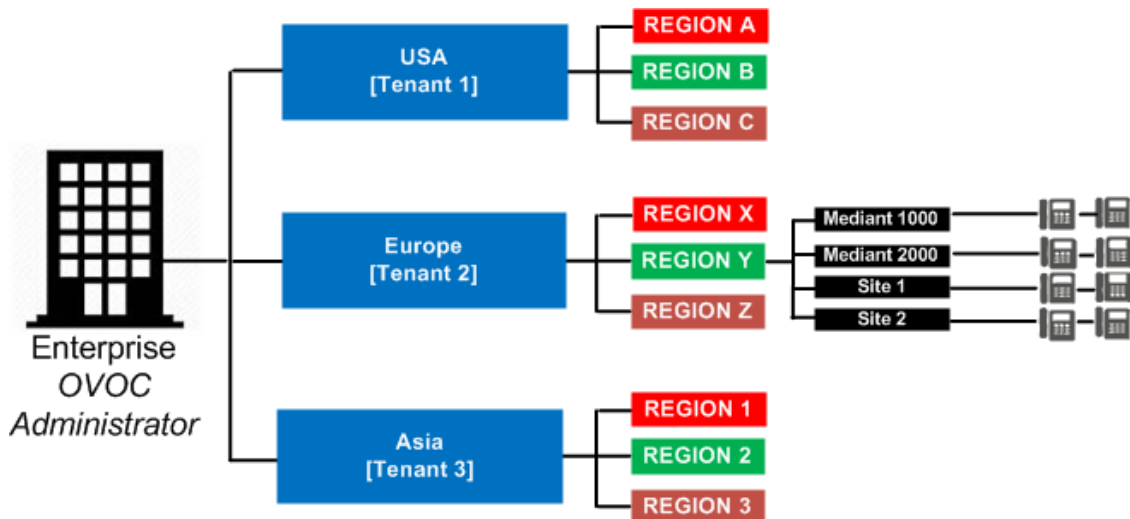 Enterprise
OVOC
Administrator
USA
[Tenant 1]
REGION A
REGION B
REGION C
Europe
[Tenant 2]
REGION X
REGION Y
REGION Z
Mediant 1000
Mediant 2000
Site 1
Site 2
Asia
[Tenant 3]
REGION 1
REGION 2
REGION 3